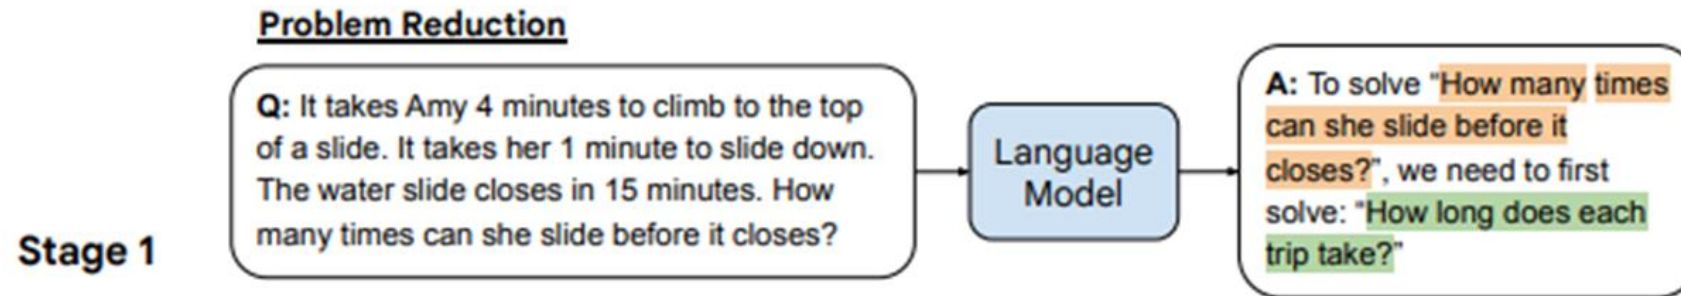 Problem Reduction
Q: It takes Amy 4 minutes to climb to the top
of a slide. It takes her 1 minute to slide down.
The water slide closes in 15 minutes. How
many times can she slide before it closes?
Stage 1
Language
Model
A: To solve “How many times
can she slide before it
closes?”, we need to first
solve: “How long does each
trip take?”